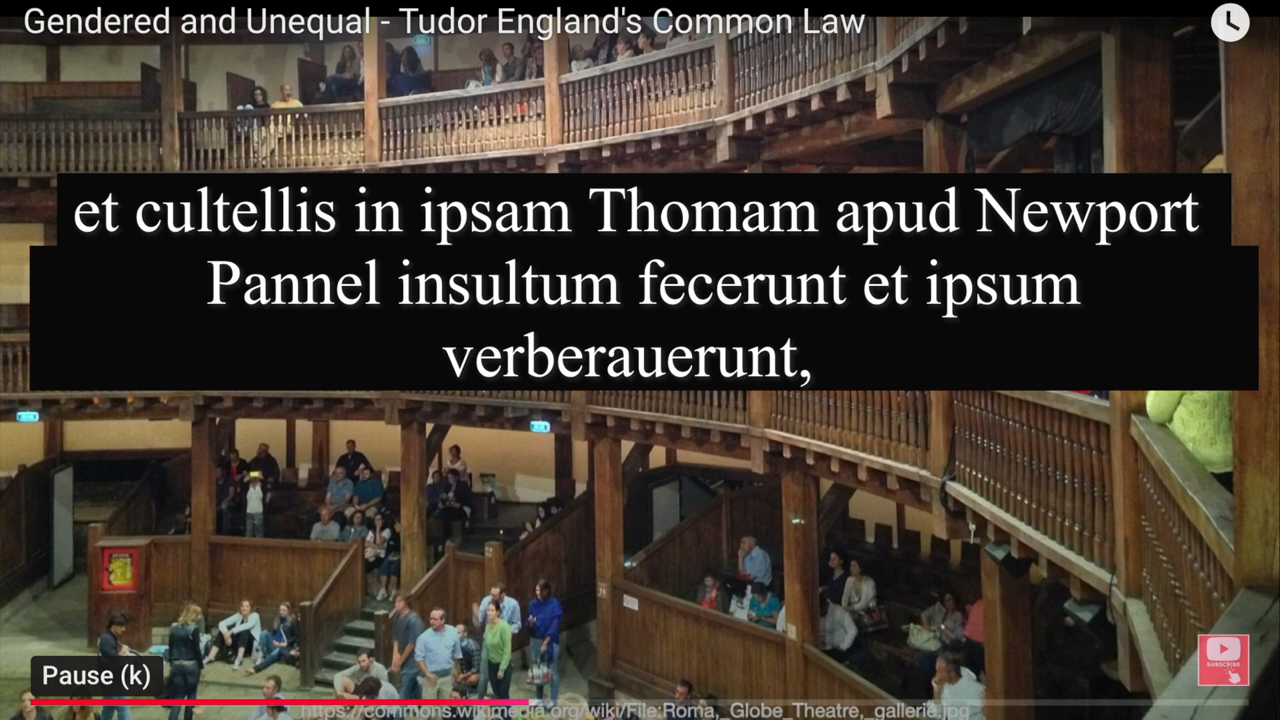 Gendered and Unequal - Tudor England's Common Law
et cultellis in ipsam Thomam apud Newport
Pannel insultum fecerunt et ipsum
verberauerunt,
SUBSCRIBE
Pause (k)
https://commons.wikimedia.org/wiki/File:Roma,_Globe_Theatre,_gallerie.jpg